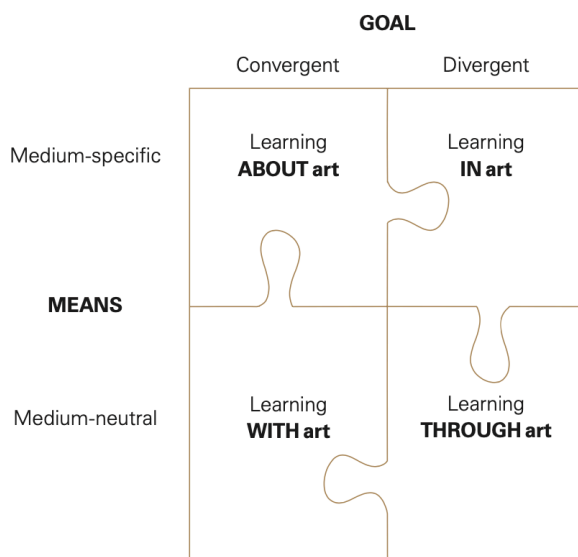 GOAL
Convergent
Divergent
Medium-specific
Learning
ABOUT art
Learning
IN art
MEANS
Medium-neutral
Learning
WITH art
Learning
THROUGH art